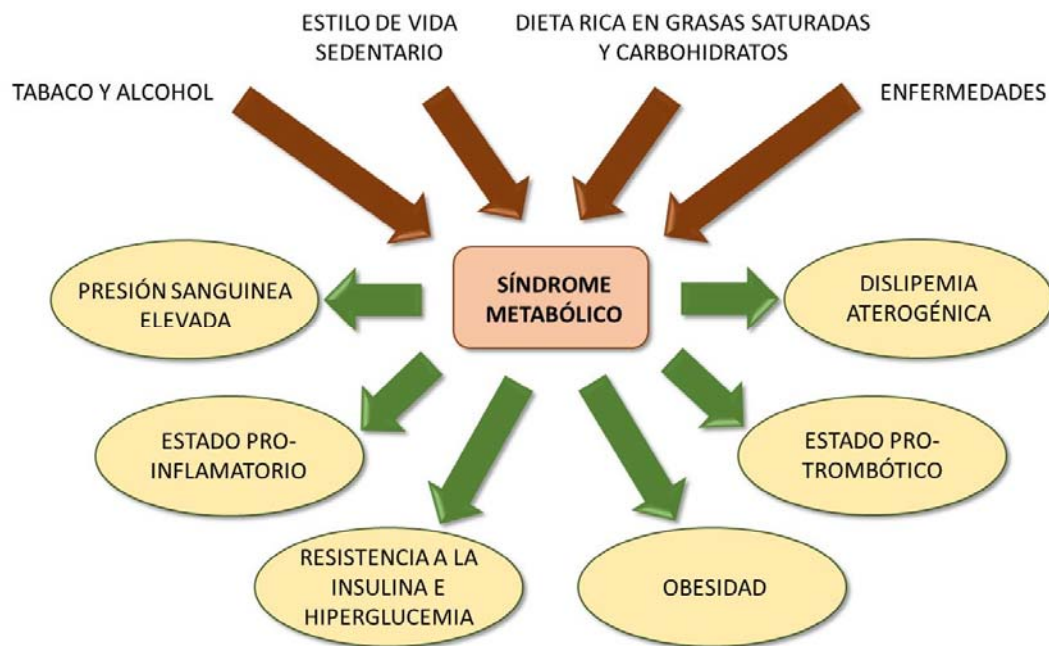 ESTILO DE VIDA
SEDENTARIO
DIETA RICA EN GRASAS SATURADAS
Y CARBOHIDRATOS
TABACO Y ALCOHOL
ENFERMEDADES
SÍNDROME
METABÓLICO
PRESIÓN SANGUINEA
ELEVADA
DISLIPEMIA
ATEROGÉNICA
ESTADO PRO-
INFLAMATORIO
ESTADO PRO-
TROMBÓTICO
RESISTENCIA A LA
INSULINA E
HIPERGLUCEMIA
OBESIDAD